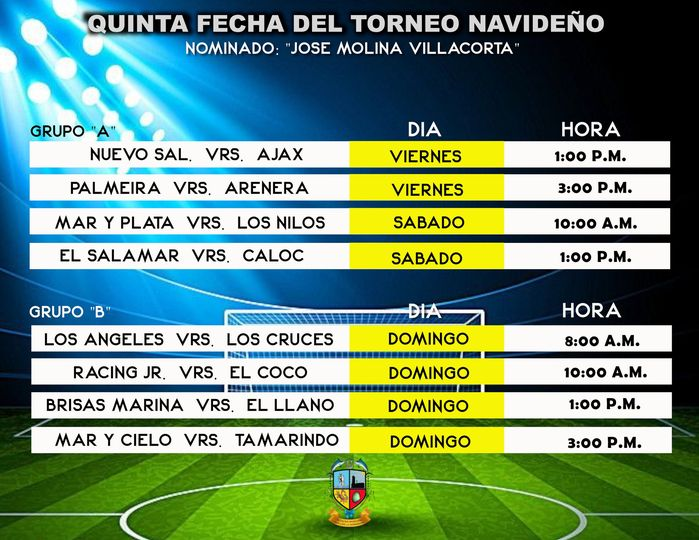 QUINTA FECHA DEL TORNEO NAVIDEÑO
NOMINADO: "JOSE MOLINA VILLACORTA"
GRUPO "A" DIA HORA
NUEVO SAL. VRS. AJAX VIERNES 1:00 P.M.
PALMEIRA VRS. ARENERA VIERNES 3:00 P.M.
MAR Y PLATA VRS. LOS NILOS SABADO 10:00 A.M.
EL SALAMAR VRS. CALOC SABADO 1:00 P.M.
GRUPO "B" DIA HORA
LOS ANGELES VRS. LOS CRUCES DOMINGO 8:00 A.M.
RACING JR. VRS. EL COCO DOMINGO 10:00 A.M.
BRISAS MARINA VRS. EL LLANO DOMINGO 1:00 P.M.
MAR Y CIELO VRS. TAMARINDO DOMINGO 3:00 P.M.